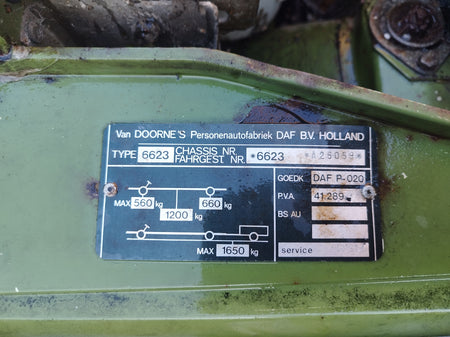 Van DOORNE'S Personenautofabriek DAF B.V. HOLLAND
TYPE 6623 CHASSIS NR. FAHRGEST. NR. *6623
GOEDK DAF P-020
MAX 560 kg 660 kg
P.V.A. 41289
1200 kg
BS AU
MAX 1650 kg
service